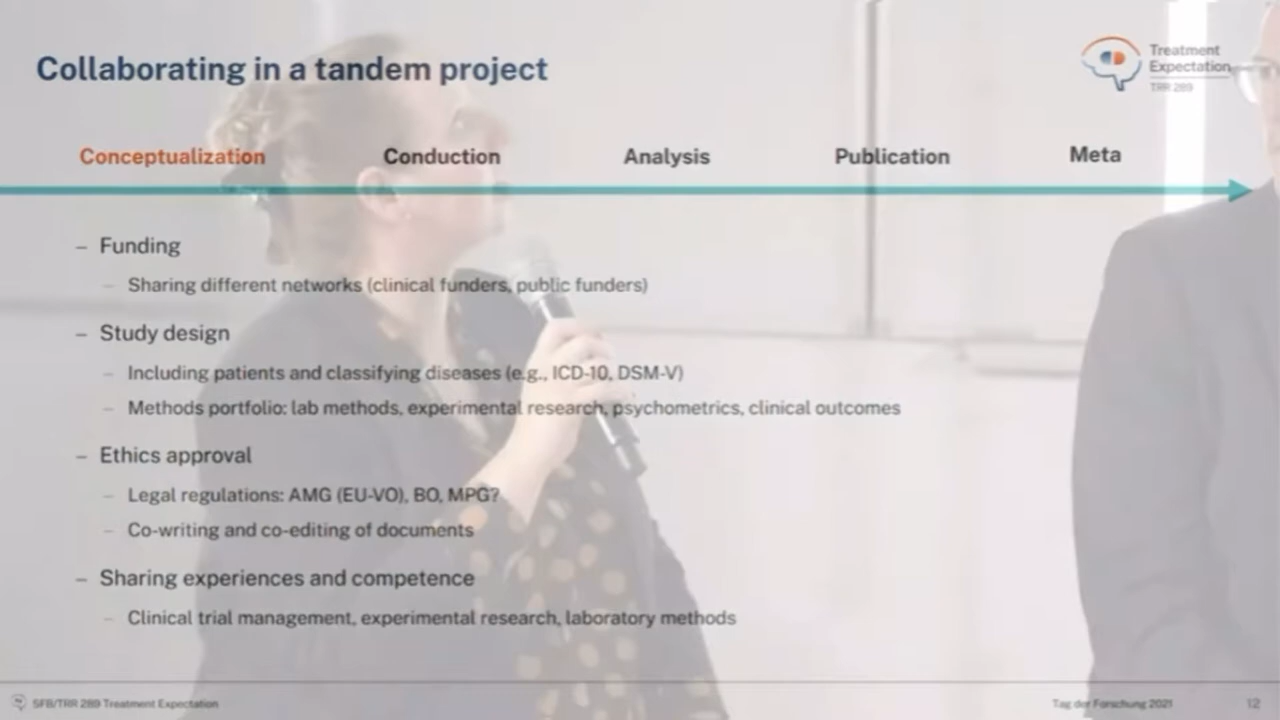 Collaborating in a tandem project
Treatment
Expectation
TRR 289
Conceptualization
Conduction
Analysis
Publication
Meta
– Funding
– Sharing different networks (clinical funders, public funders)
– Study design
– Including patients and classifying diseases (e.g., ICD-10, DSM-V)
– Methods portfolio: lab methods, experimental research, psychometrics, clinical outcomes
– Ethics approval
– Legal regulations: AMG (EU-VO), BO, MPG?
– Co-writing and co-editing of documents
– Sharing experiences and competence
– Clinical trial management, experimental research, laboratory methods
SFB/TRR 289 Treatment Expectation
Tag der Forschung 2021
12